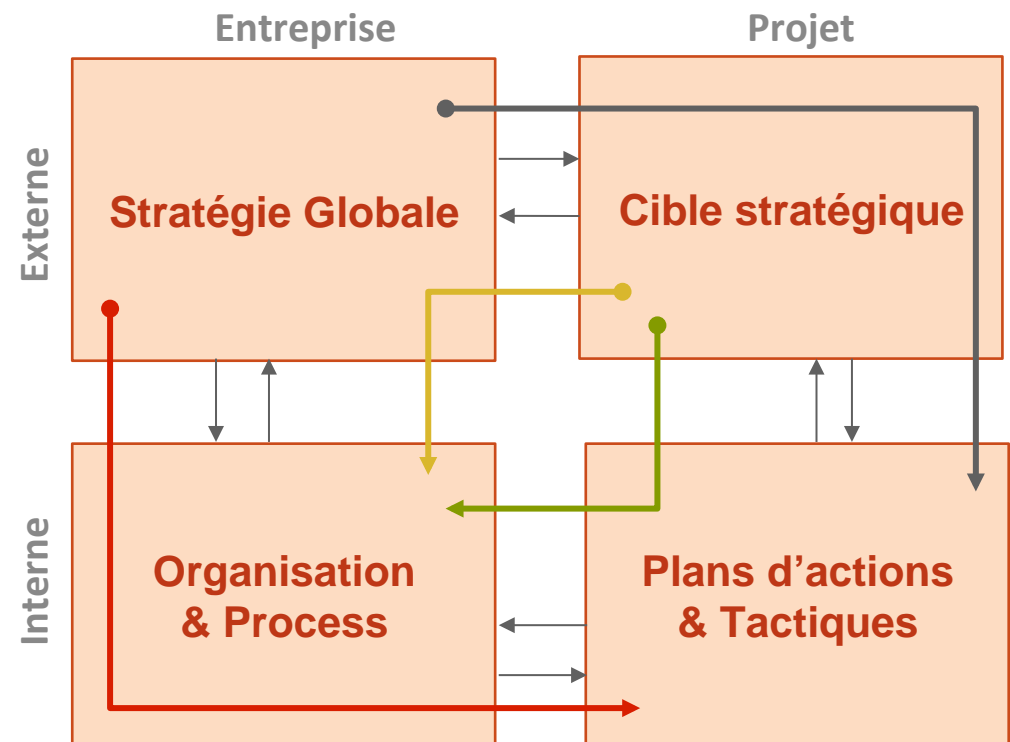 Entreprise
Projet
Externe
Stratégie Globale
Cible stratégique
Interne
Organisation
& Process
Plans d’actions
& Tactiques